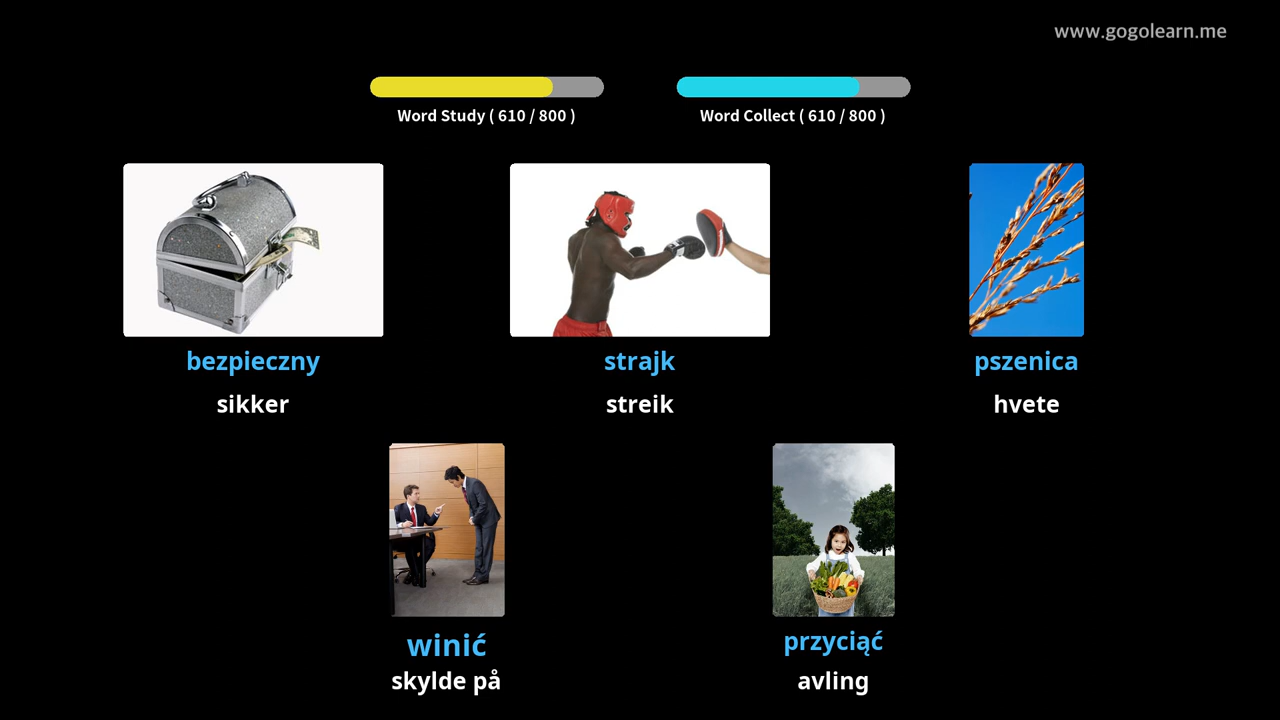 www.gogolearn.me
Word Study ( 610 / 800 )
Word Collect ( 610 / 800 )
bezpieczny
sikker
strajk
streik
pszenica
hvete
winić
skylde på
przyciąć
avling